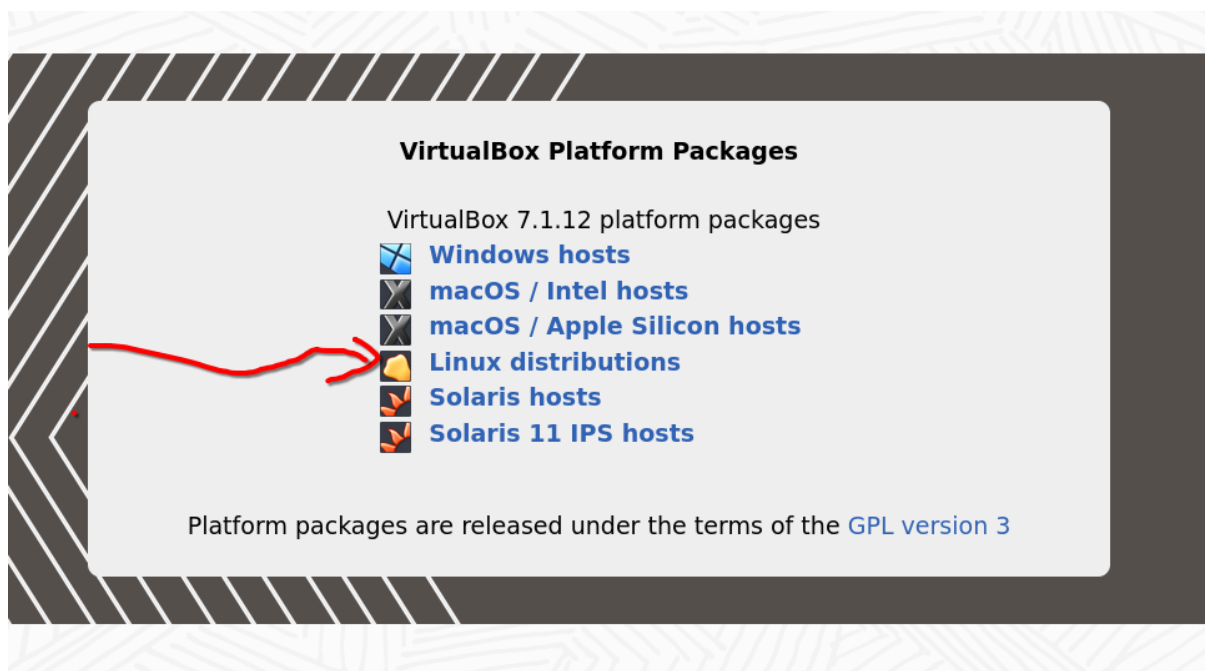 VirtualBox Platform Packages
VirtualBox 7.1.12 platform packages
Windows hosts
macOS / Intel hosts
macOS / Apple Silicon hosts
Linux distributions
Solaris hosts
Solaris 11 IPS hosts
Platform packages are released under the terms of the GPL version 3